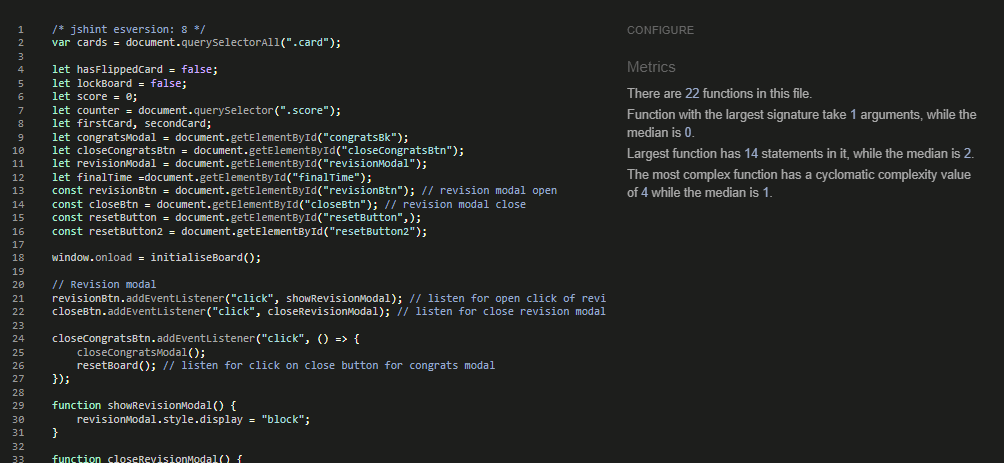 1 /* jshint esversion: 8 */
2 var cards = document.querySelectorAll(".card");
3
4 let hasFlippedCard = false;
5 let lockBoard = false;
6 let score = 0;
7 let counter = document.querySelector(".score");
8 let firstCard, secondCard;
9 let congratsModal = document.getElementById("congratsBk");
10 let closeCongratsBtn = document.getElementById("closeCongratsBtn");
11 let revisionModal = document.getElementById("revisionModal");
12 let finalTime =document.getElementById("finalTime");
13 const revisionBtn = document.getElementById("revisionBtn"); // revision modal open
14 const closeBtn = document.getElementById("closeBtn"); // revision modal close
15 const resetButton = document.getElementById("resetButton",);
16 const resetButton2 = document.getElementById("resetButton2");
17
18 window.onload = initialiseBoard();
19
20 // Revision modal
21 revisionBtn.addEventListener("click", showRevisionModal); // listen for open click of revi
22 closeBtn.addEventListener("click", closeRevisionModal); // listen for close revision modal
23
24 closeCongratsBtn.addEventListener("click", () => {
25 closeCongratsModal();
26 resetBoard(); // listen for click on close button for congrats modal
27 });
28
29 function showRevisionModal() {
30 revisionModal.style.display = "block";
31 }
32
33 function closeRevisionModal() {
CONFIGURE
Metrics
There are 22 functions in this file.
Function with the largest signature take 1 arguments, while the
median is 0.
Largest function has 14 statements in it, while the median is 2.
The most complex function has a cyclomatic complexity value
of 4 while the median is 1.